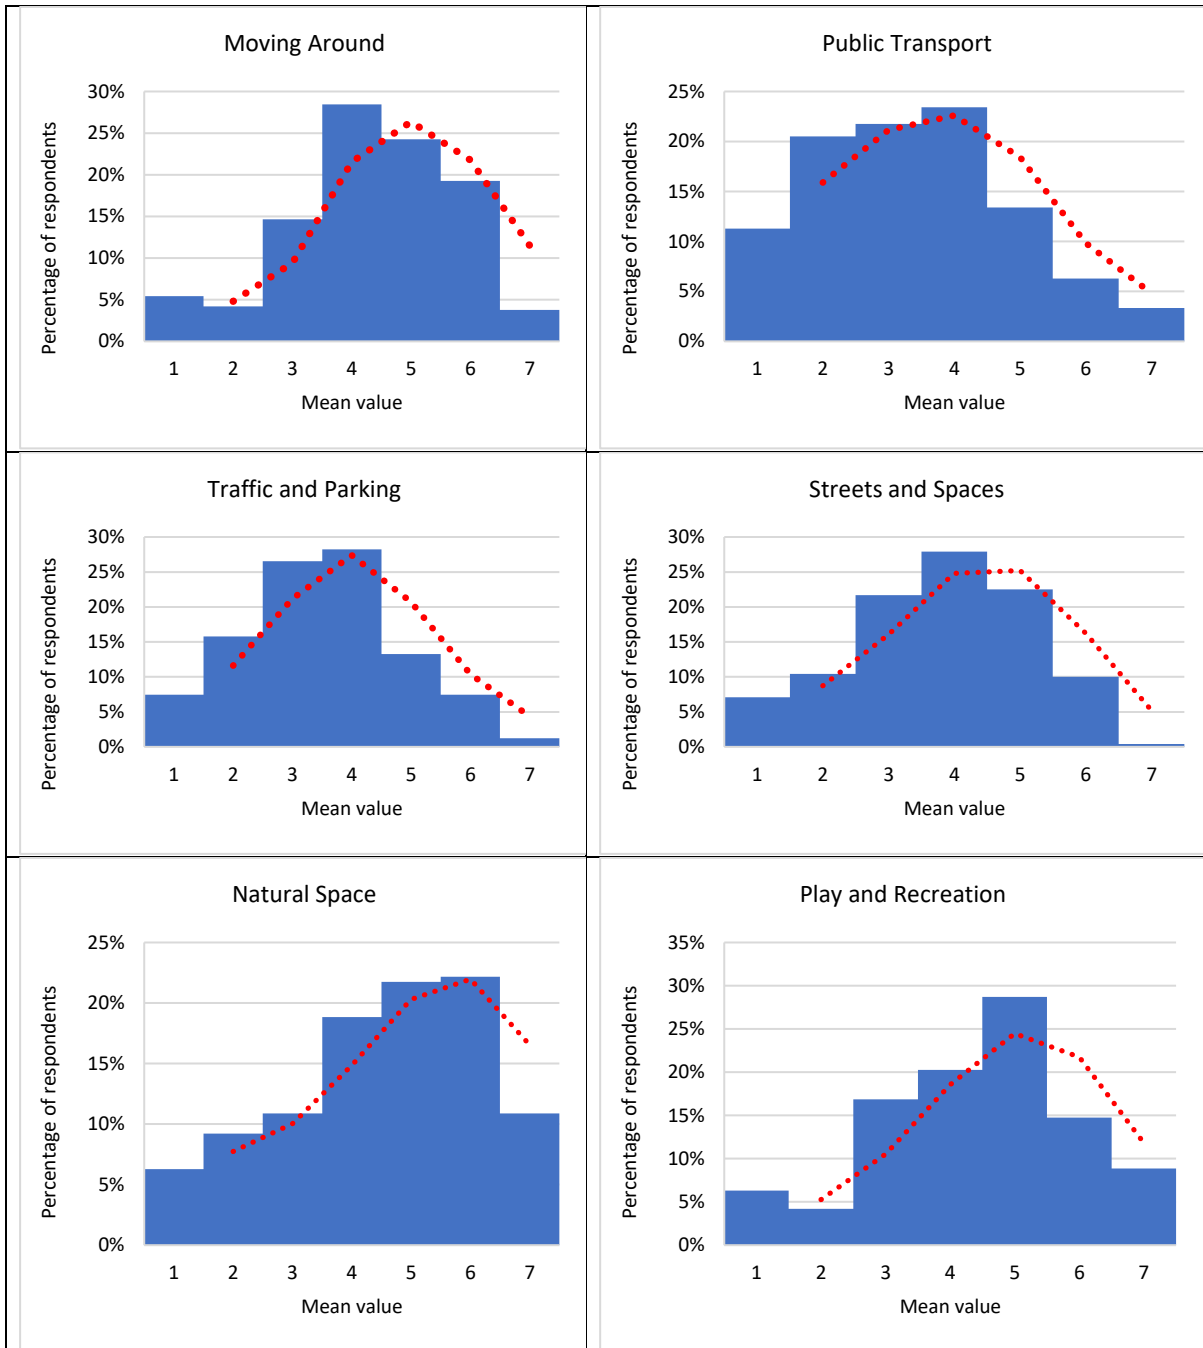 Moving Around
Percentage of respondents
30%
25%
20%
15%
10%
5%
0%
1 2 3 4 5 6 7
Mean value
Public Transport
Percentage of respondents
25%
20%
15%
10%
5%
0%
1 2 3 4 5 6 7
Mean value
Traffic and Parking
Percentage of respondents
30%
25%
20%
15%
10%
5%
0%
1 2 3 4 5 6 7
Mean value
Streets and Spaces
Percentage of respondents
30%
25%
20%
15%
10%
5%
0%
1 2 3 4 5 6 7
Mean value
Natural Space
Percentage of respondents
25%
20%
15%
10%
5%
0%
1 2 3 4 5 6 7
Mean value
Play and Recreation
Percentage of respondents
35%
30%
25%
20%
15%
10%
5%
0%
1 2 3 4 5 6 7
Mean value